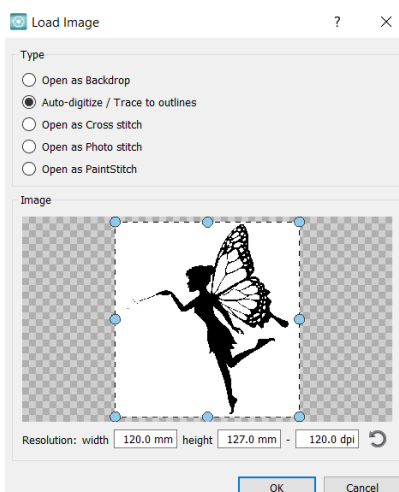 Load Image ?
Type
Open as Backdrop
Auto-digitize / Trace to outlines
Open as Cross stitch
Open as Photo stitch
Open as PaintStitch
Image
Resolution: width 120.0 mm height 127.0 mm - 120.0 dpi
OK Cancel